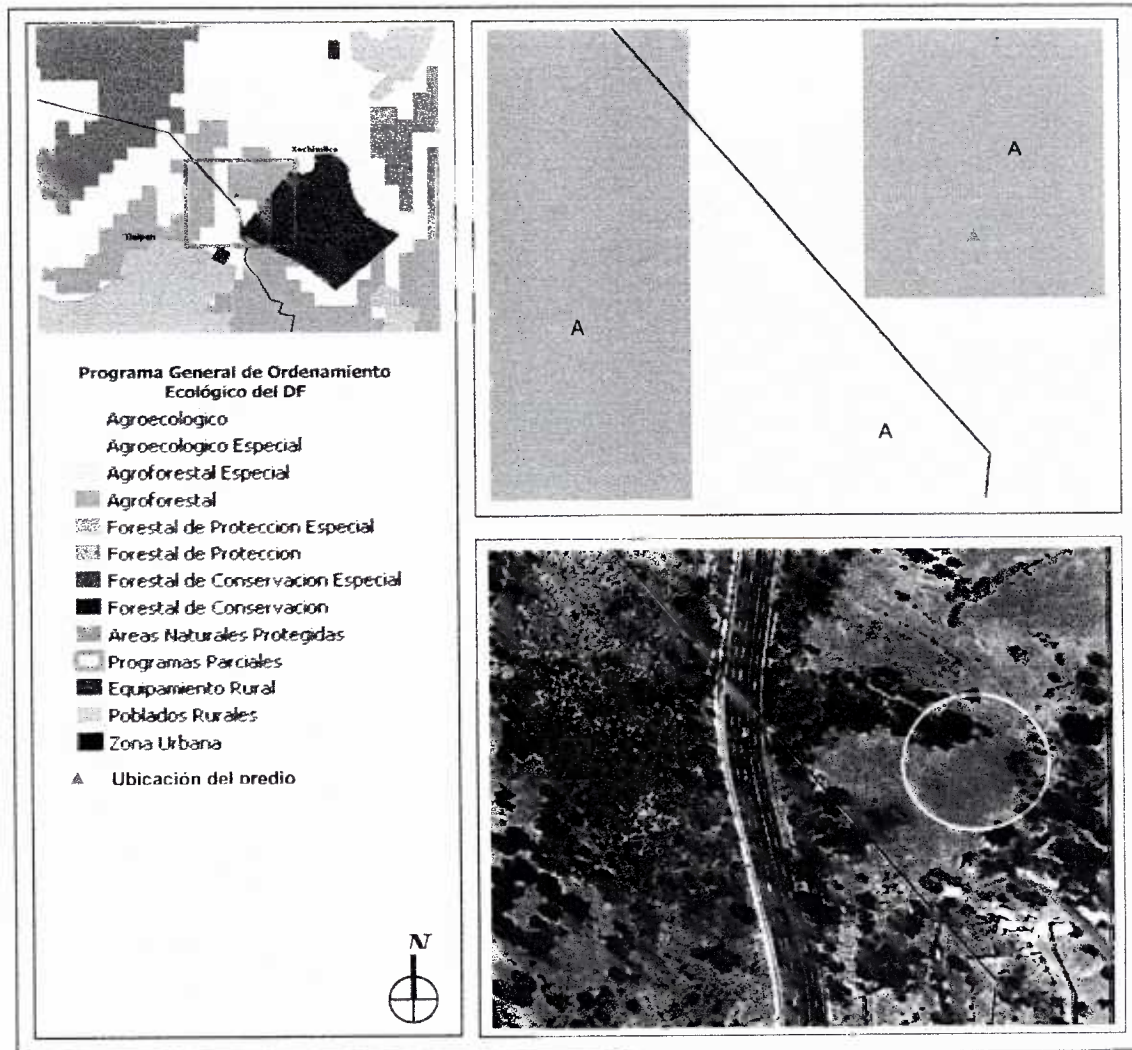 Xochimilco
Tlalpan
Programa General de Ordenamiento
Ecológico del DF
Agroecologico
Agroecologico Especial
Agroforestal Especial
Agroforestal
Forestal de Proteccion Especial
Forestal de Proteccion
Forestal de Conservacion Especial
Forestal de Conservacion
Areas Naturales Protegidas
Programas Parciales
Equipamiento Rural
Poblados Rurales
Zona Urbana
Ubicación del predio
N
A
A
A